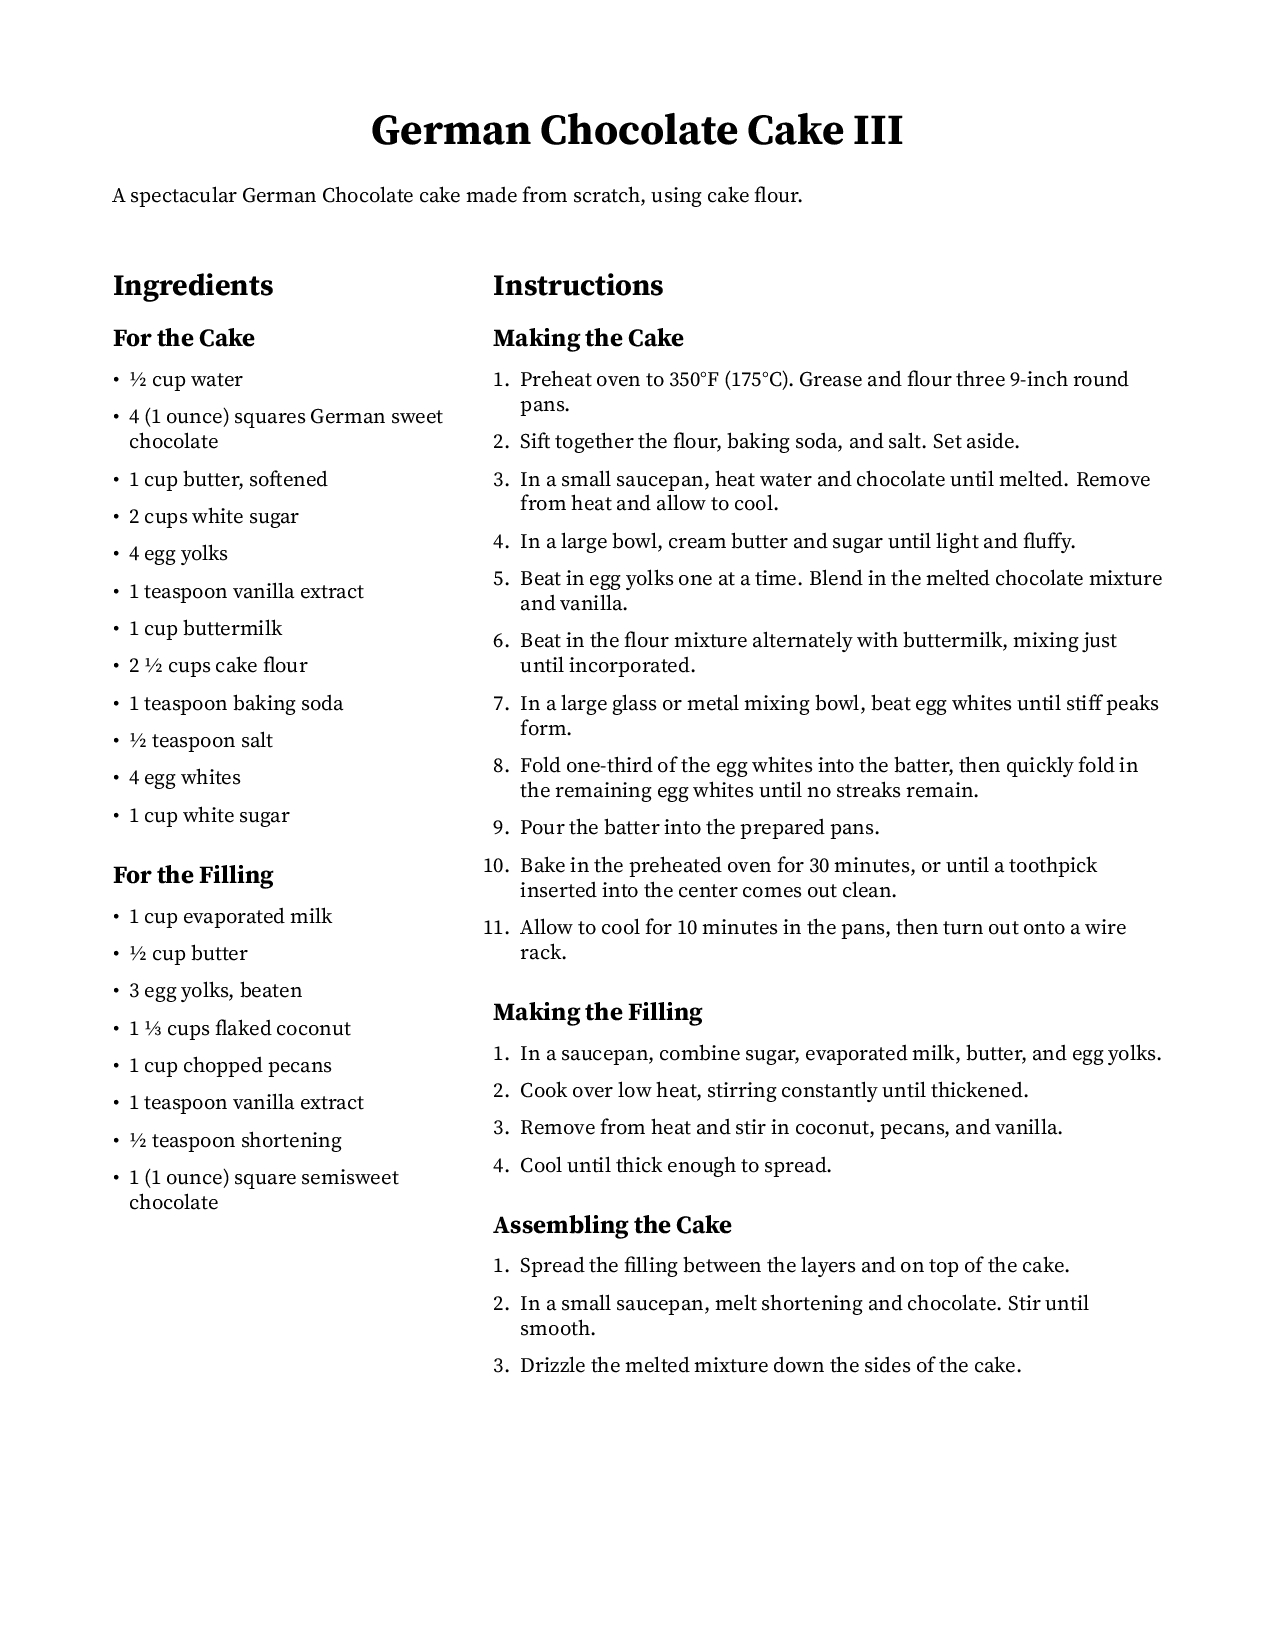 German Chocolate Cake III
A spectacular German Chocolate cake made from scratch, using cake flour.
Ingredients
For the Cake
• ½ cup water
• 4 (1 ounce) squares German sweet
chocolate
• 1 cup butter, softened
• 2 cups white sugar
• 4 egg yolks
• 1 teaspoon vanilla extract
• 1 cup buttermilk
• 2 ½ cups cake flour
• 1 teaspoon baking soda
• ½ teaspoon salt
• 4 egg whites
• 1 cup white sugar
For the Filling
• 1 cup evaporated milk
• ½ cup butter
• 3 egg yolks, beaten
• 1 ⅓ cups flaked coconut
• 1 cup chopped pecans
• 1 teaspoon vanilla extract
• ½ teaspoon shortening
• 1 (1 ounce) square semisweet
chocolate
Instructions
Making the Cake
1. Preheat oven to 350°F (175°C). Grease and flour three 9-inch round
pans.
2. Sift together the flour, baking soda, and salt. Set aside.
3. In a small saucepan, heat water and chocolate until melted. Remove
from heat and allow to cool.
4. In a large bowl, cream butter and sugar until light and fluffy.
5. Beat in egg yolks one at a time. Blend in the melted chocolate mixture
and vanilla.
6. Beat in the flour mixture alternately with buttermilk, mixing just
until incorporated.
7. In a large glass or metal mixing bowl, beat egg whites until stiff peaks
form.
8. Fold one-third of the egg whites into the batter, then quickly fold in
the remaining egg whites until no streaks remain.
9. Pour the batter into the prepared pans.
10. Bake in the preheated oven for 30 minutes, or until a toothpick
inserted into the center comes out clean.
11. Allow to cool for 10 minutes in the pans, then turn out onto a wire
rack.
Making the Filling
1. In a saucepan, combine sugar, evaporated milk, butter, and egg yolks.
2. Cook over low heat, stirring constantly until thickened.
3. Remove from heat and stir in coconut, pecans, and vanilla.
4. Cool until thick enough to spread.
Assembling the Cake
1. Spread the filling between the layers and on top of the cake.
2. In a small saucepan, melt shortening and chocolate. Stir until
smooth.
3. Drizzle the melted mixture down the sides of the cake.